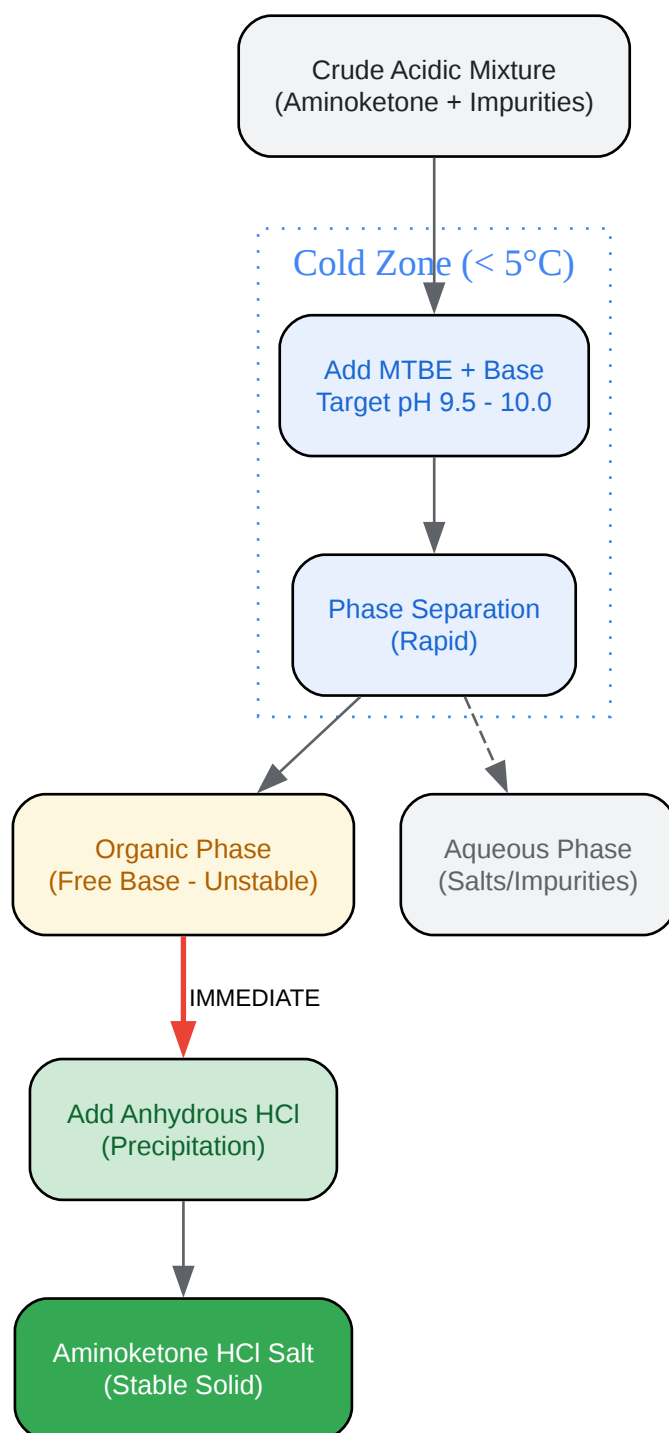 Crude Acidic Mixture
(Aminoketone + Impurities)
Cold Zone (< 5°C)
Add MTBE + Base
Target pH 9.5 - 10.0
Phase Separation
(Rapid)
Organic Phase
(Free Base - Unstable)
Aqueous Phase
(Salts/Impurities)
IMMEDIATE
Add Anhydrous HCl
(Precipitation)
Aminoketone HCl Salt
(Stable Solid)